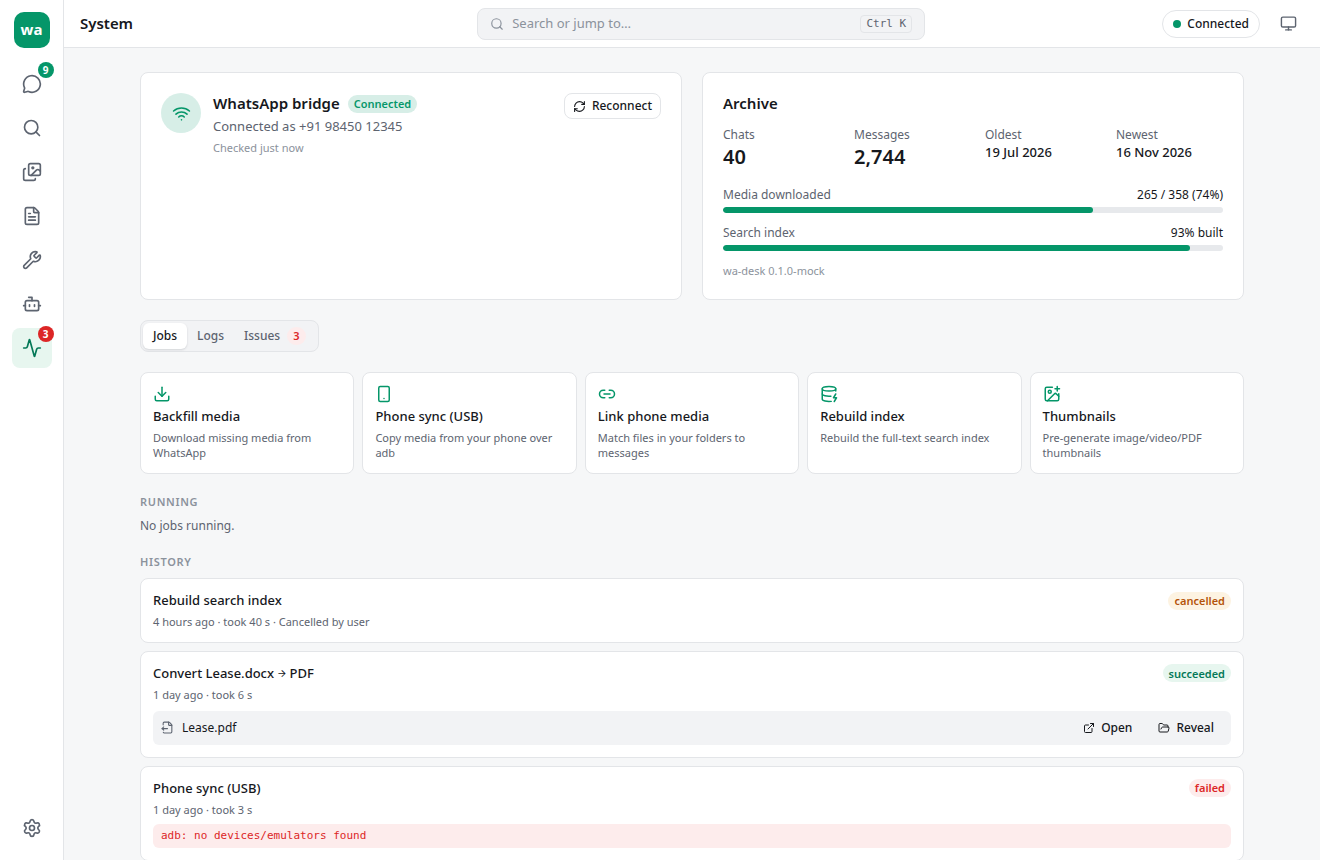 wa
System
Search or jump to...
Ctrl K
Connected
9
3
WhatsApp bridge
Connected
Reconnect
Connected as +91 98450 12345
Checked just now
Archive
Chats
Messages
Oldest
Newest
40
2,744
19 Jul 2026
16 Nov 2026
Media downloaded
265 / 358 (74%)
Search index
93% built
wa-desk 0.1.0-mock
Jobs
Logs
Issues
3
Backfill media
Download missing media from
WhatsApp
Phone sync (USB)
Copy media from your phone over
adb
Link phone media
Match files in your folders to
messages
Rebuild index
Rebuild the full-text search index
Thumbnails
Pre-generate image/video/PDF
thumbnails
RUNNING
No jobs running.
HISTORY
Rebuild search index
cancelled
4 hours ago · took 40 s · Cancelled by user
Convert Lease.docx → PDF
succeeded
1 day ago · took 6 s
Lease.pdf
Open
Reveal
Phone sync (USB)
failed
1 day ago · took 3 s
adb: no devices/emulators found